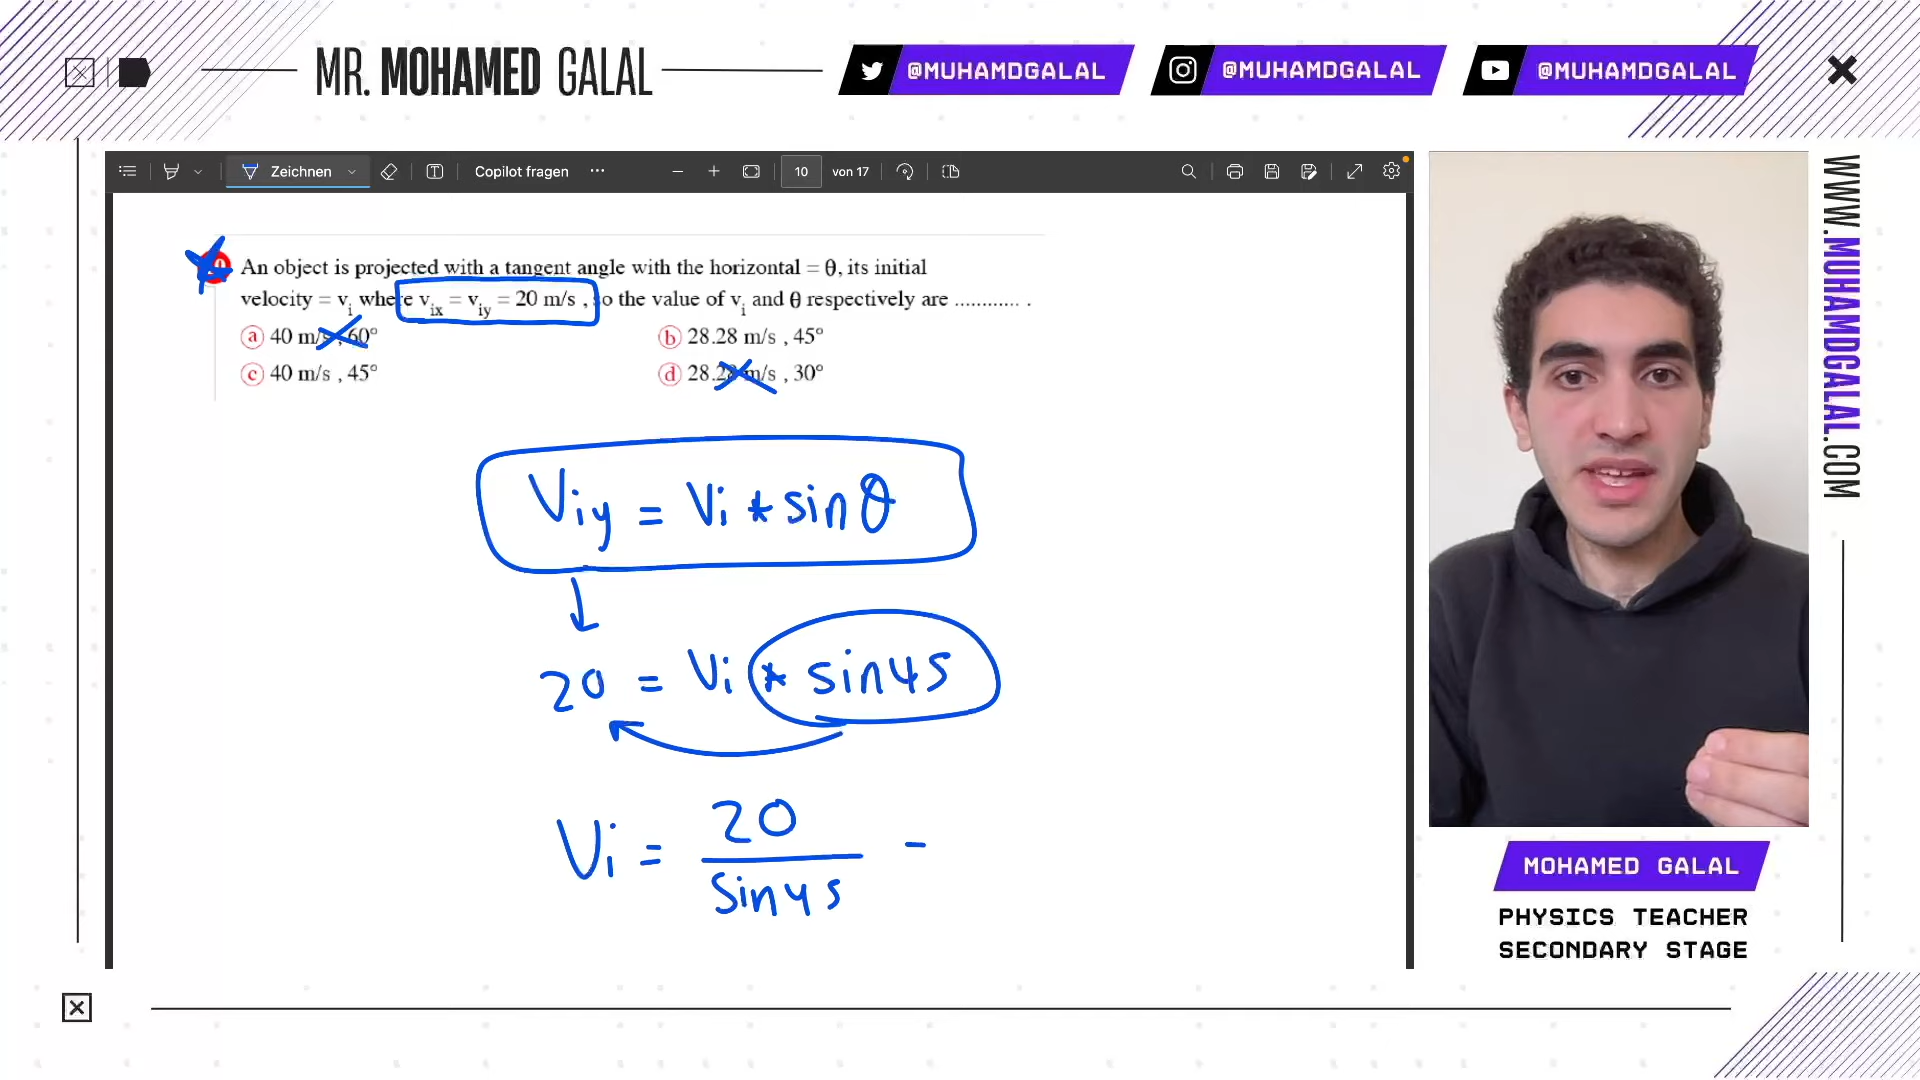 MR. MOHAMED GALAL
@MUHAMDGALAL
@MUHAMDGALAL
@MUHAMDGALAL
Zeichnen
Copilot fragen
10
von 17
An object is projected with a tangent angle with the horizontal = θ, its initial
velocity = vi where vix = viy = 20 m/s , so the value of vi and θ respectively are ............ .
a 40 m/s , 60°
b 28.28 m/s , 45°
c 40 m/s , 45°
d 28.28 m/s , 30°
Viy = Vi * sin θ
20 = Vi * sin45
Vi = 20
sin45
-
WWW.MUHAMDGALAL.COM
MOHAMED GALAL
PHYSICS TEACHER
SECONDARY STAGE